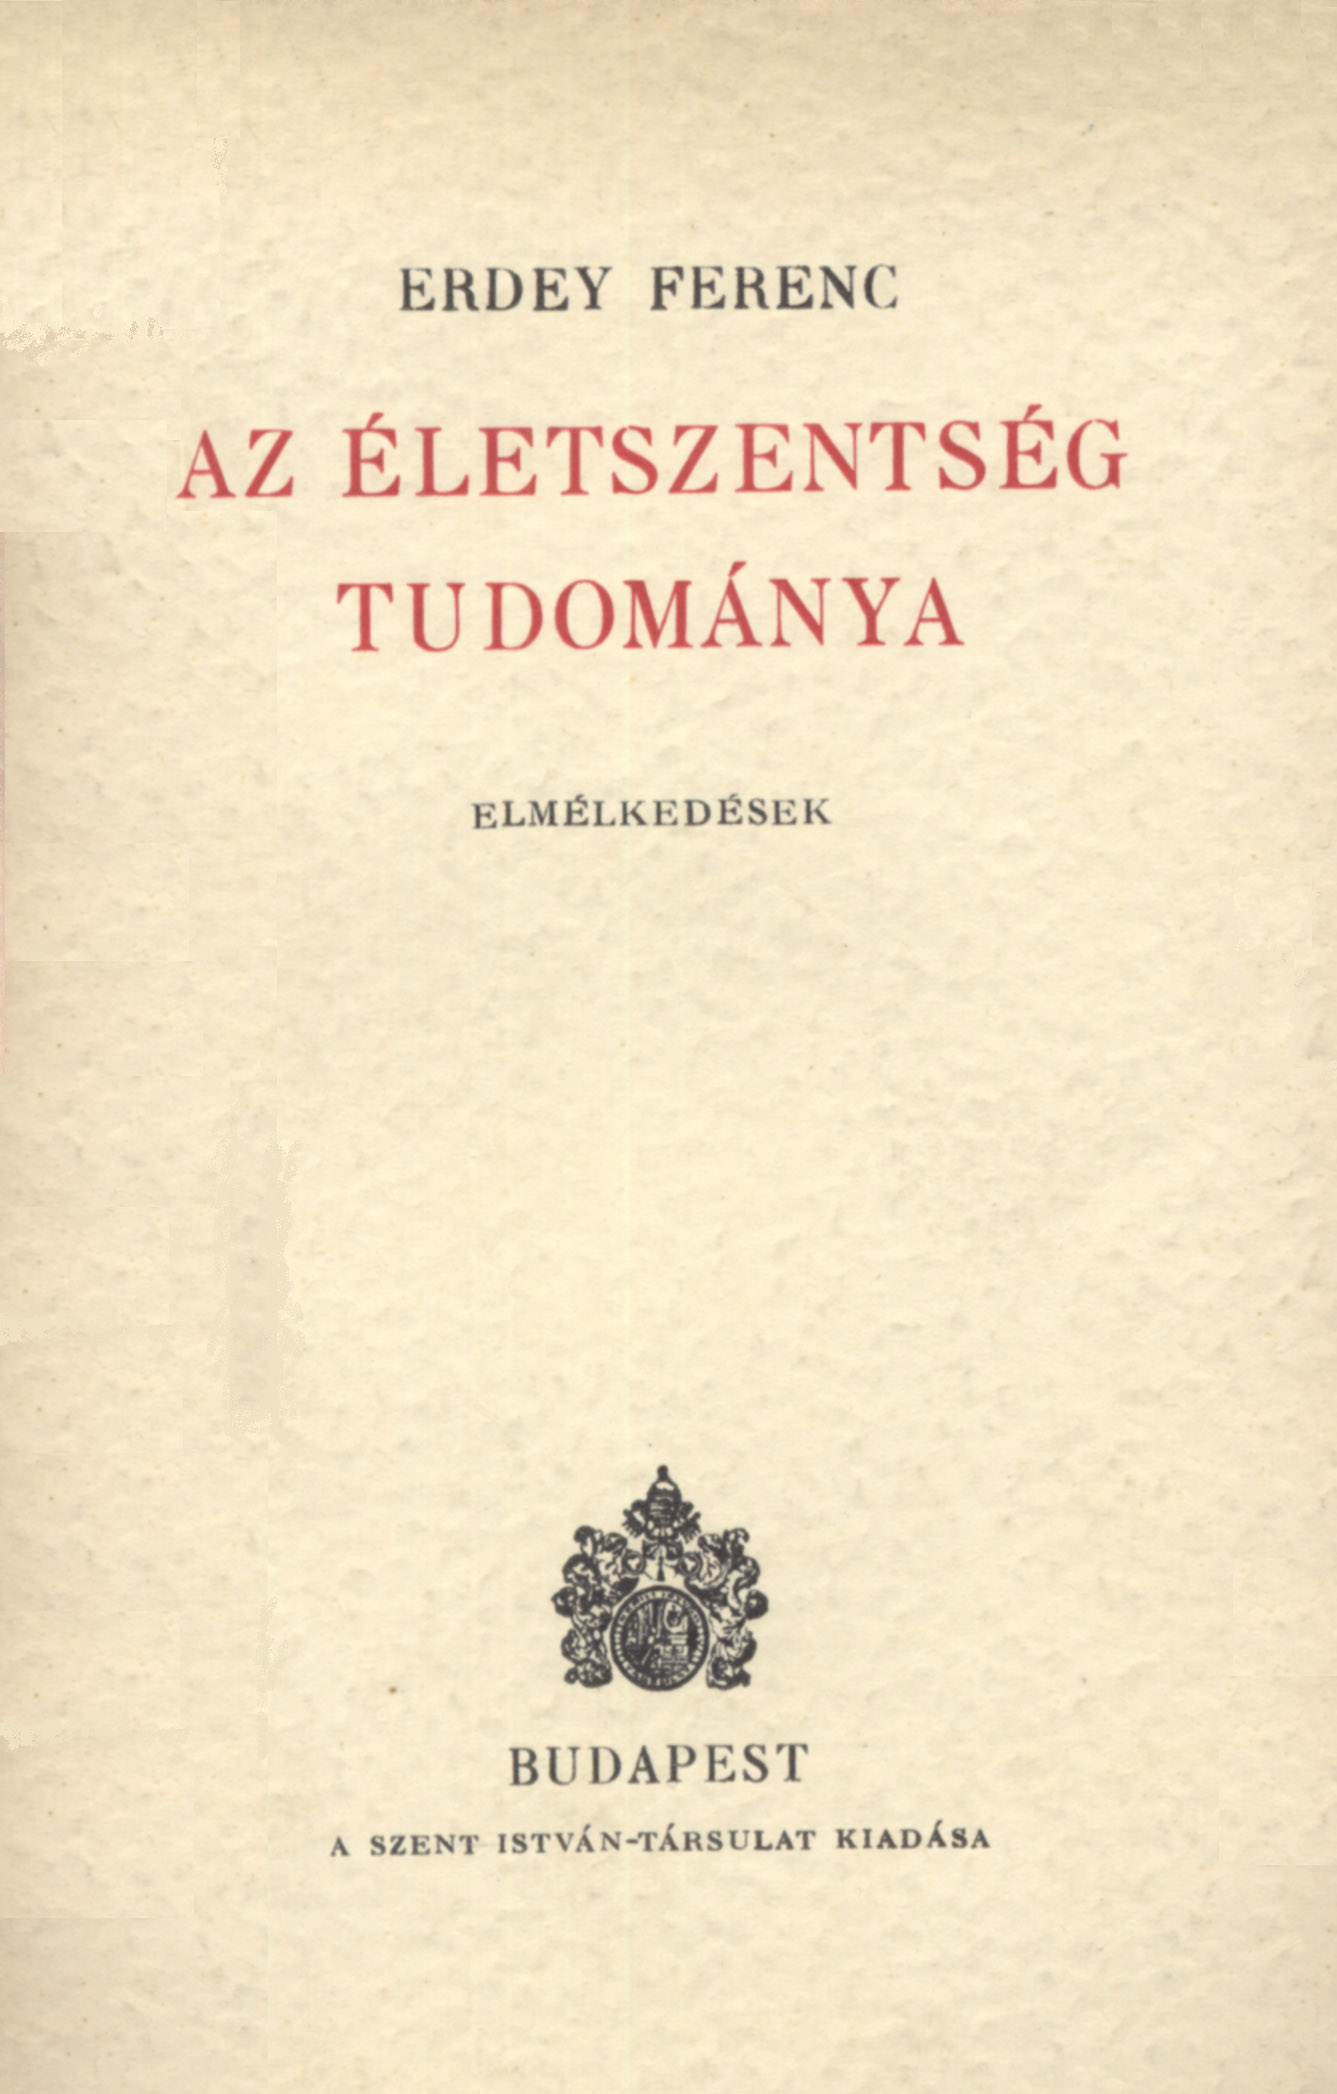 ERDEY FERENC
AZ ÉLETSZENTSÉG
TUDOMÁNYA
ELMÉLKEDÉSEK
BUDAPEST
A SZENT ISTVÁN-TÁRSULAT KIADÁSA